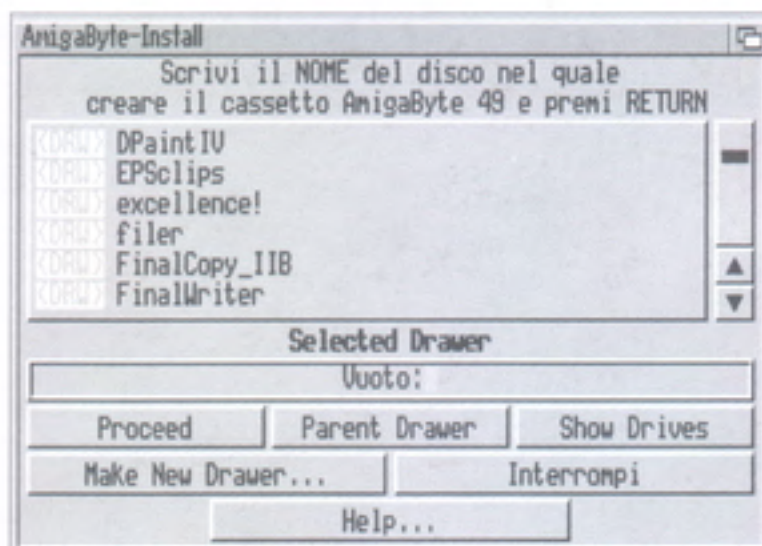 AmigaByte-Install
Scrivi il NOME del disco nel quale
creare il cassetto AmigaByte 49 e premi RETURN
<DRW> DPaintIV
<DRW> EPSclips
<DRW> excellence!
<DRW> filer
<DRW> FinalCopy_IIB
<DRW> FinalWriter
Selected Drawer
Vuoto:
Proceed Parent Drawer Show Drives
Make New Drawer... Interrompi
Help...